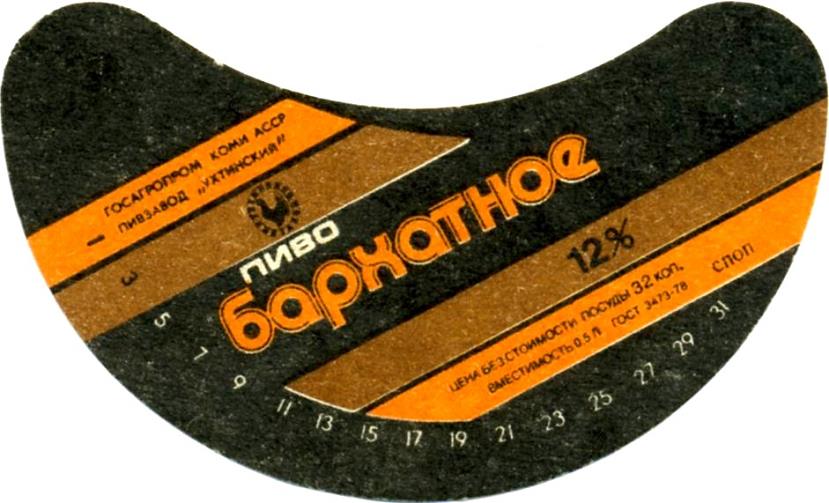 ГОСАГРОПРОМ КОМИ АССР
ПИВЗАВОД „УХТИНСКИЙ"
ПИВО
бархатное
12%
ЦЕНА БЕЗ СТОИМОСТИ ПОСУДЫ 32 КОП.
ВМЕСТИМОСТЬ 0,5 Л ГОСТ 3473-78
СЛОП
1 3 5 7 9 11 13 15 17 19 21 23 25 27 29 31